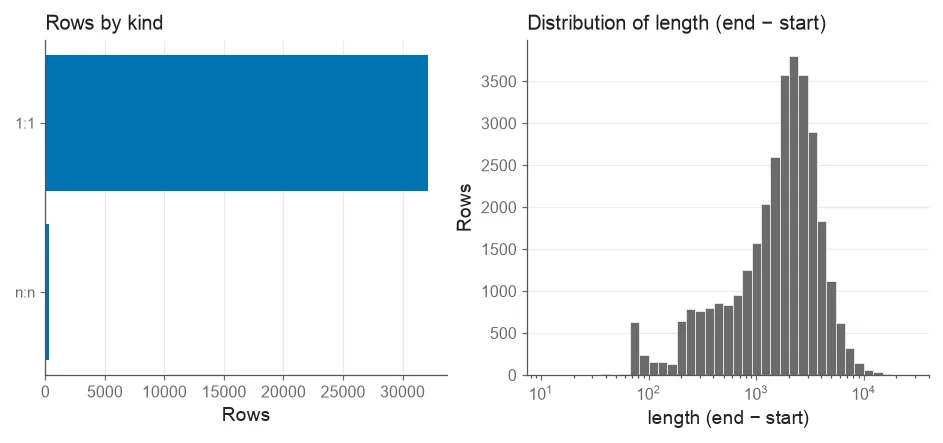 Rows by kind
1:1
n:n
0 5000 10000 15000 20000 25000 30000
Rows
Distribution of length (end − start)
3500
3000
2500
2000
1500
1000
500
0
Rows
10¹ 10² 10³ 10⁴
length (end − start)